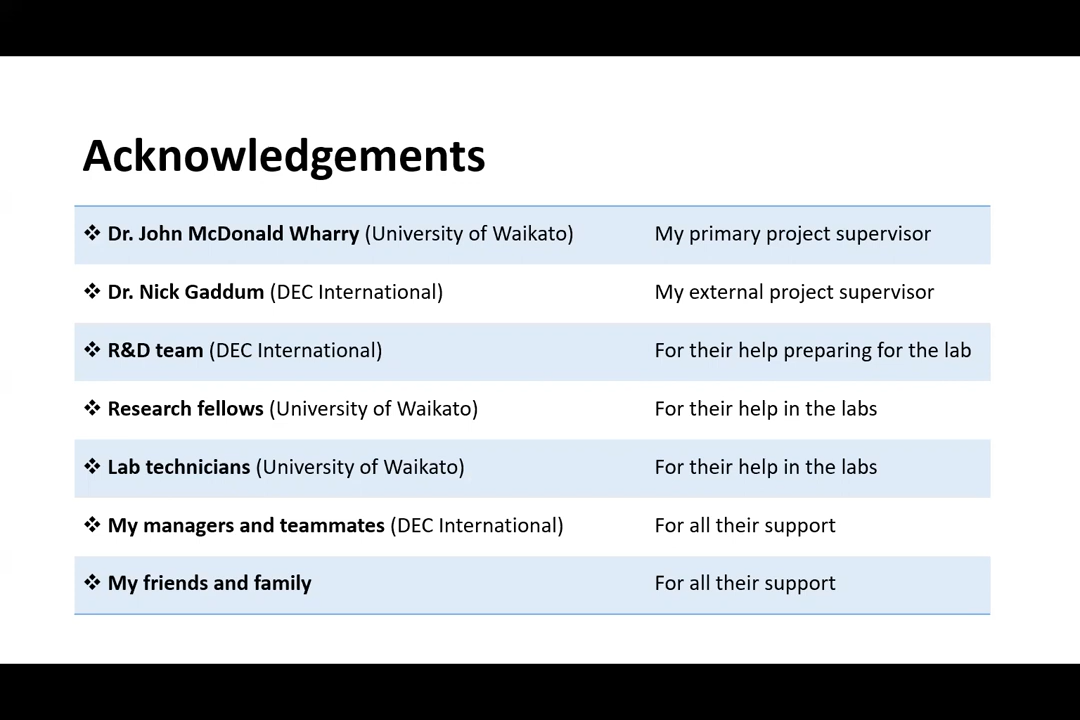 Acknowledgements
❖ Dr. John McDonald Wharry (University of Waikato) My primary project supervisor
❖ Dr. Nick Gaddum (DEC International) My external project supervisor
❖ R&D team (DEC International) For their help preparing for the lab
❖ Research fellows (University of Waikato) For their help in the labs
❖ Lab technicians (University of Waikato) For their help in the labs
❖ My managers and teammates (DEC International) For all their support
❖ My friends and family For all their support